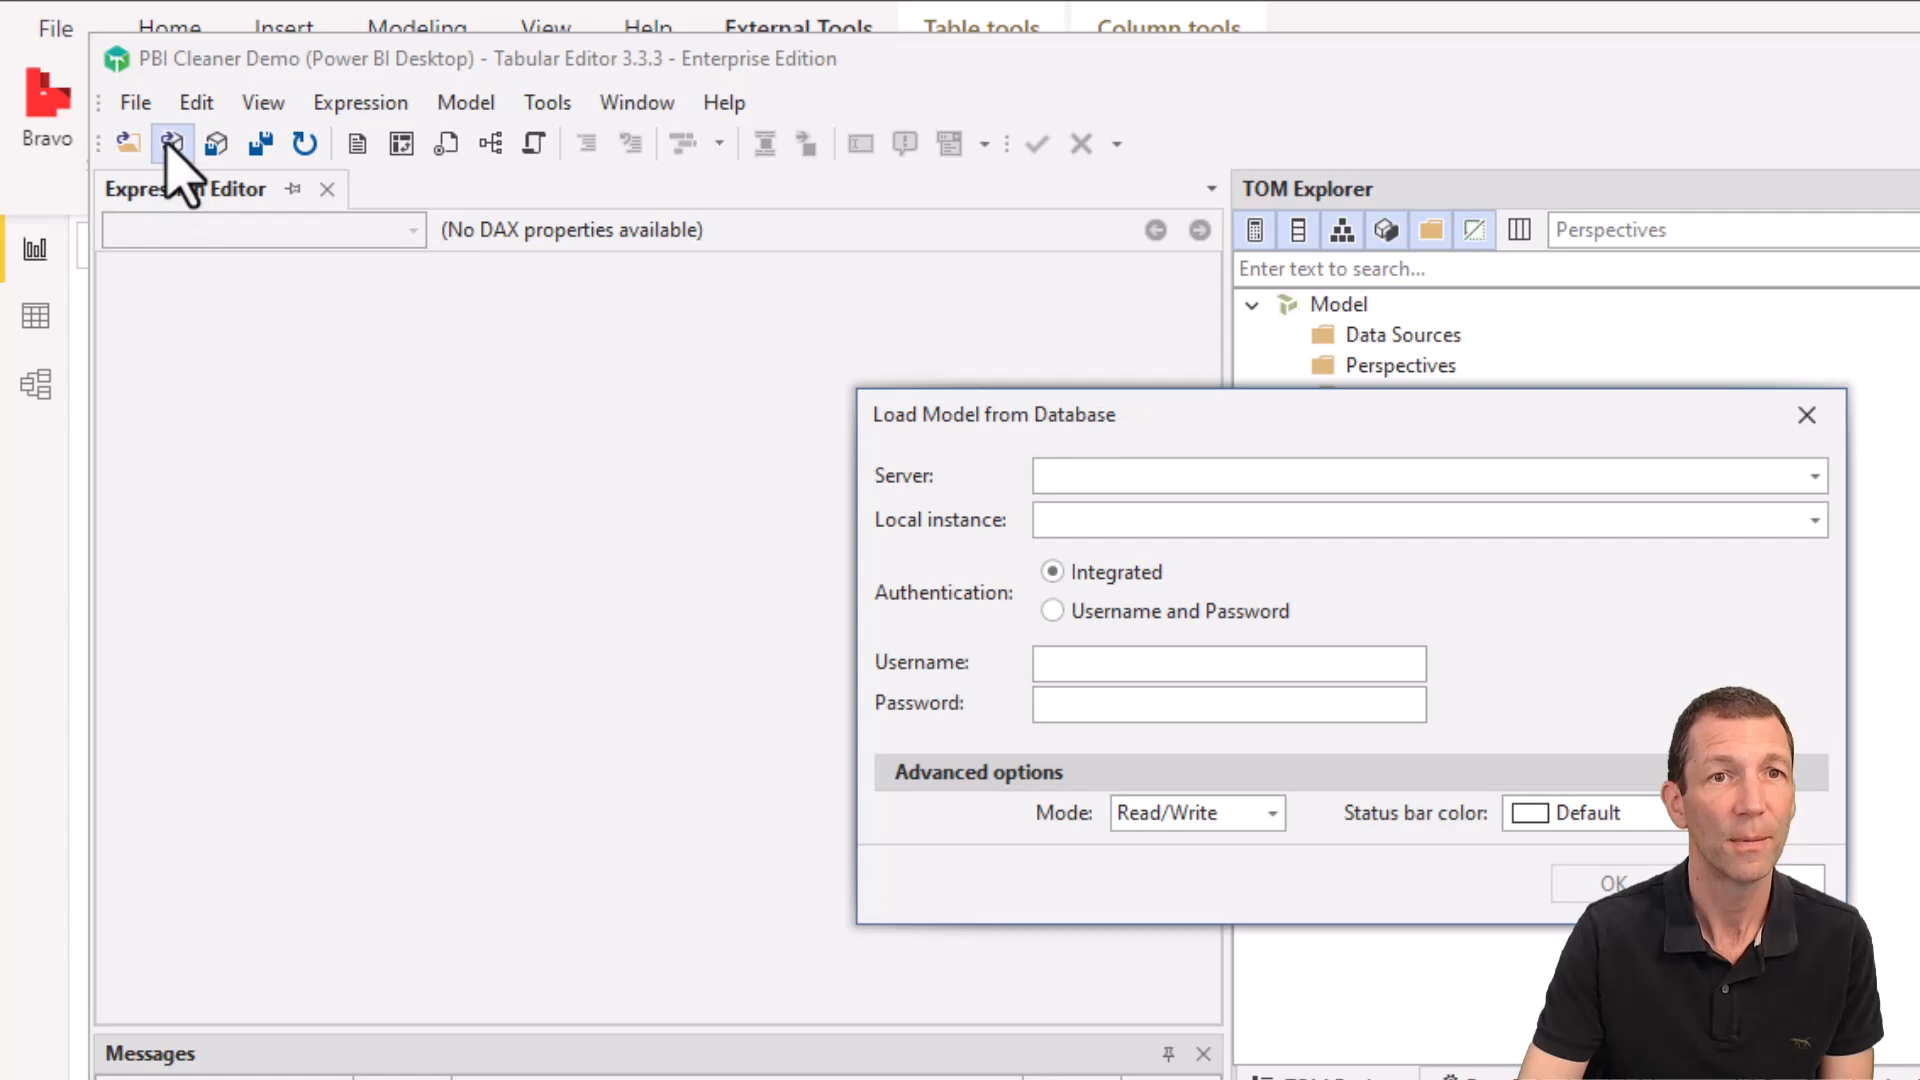 File Home Insert Modeling View Help External Tools Table tools Column tools
PBI Cleaner Demo (Power BI Desktop) - Tabular Editor 3.3.3 - Enterprise Edition
Bravo
File Edit View Expression Model Tools Window Help
Editor
(No DAX properties available)
TOM Explorer
Perspectives
Enter text to search...
Model
Data Sources
Perspectives
Load Model from Database
Server:
Local instance:
Authentication:
Integrated
Username and Password
Username:
Password:
Advanced options
Mode: Read/Write Status bar color: Default
OK
Messages